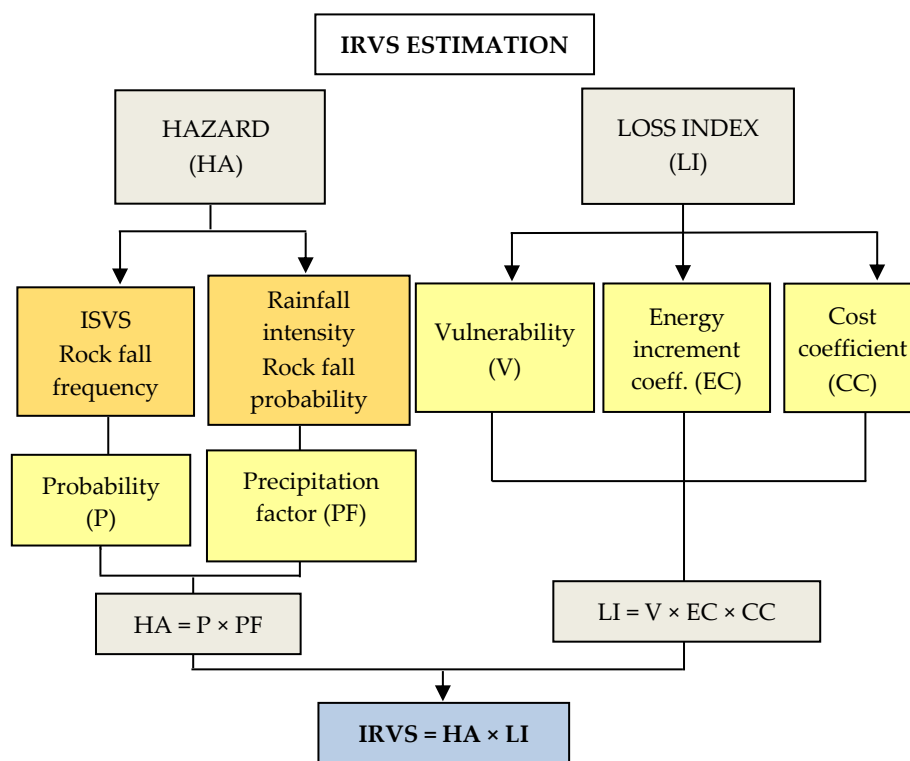 IRVS ESTIMATION
HAZARD
(HA)
LOSS INDEX
(LI)
ISVS
Rock fall
frequency
Rainfall
intensity
Rock fall
probability
Vulnerability
(V)
Energy
increment
coeff. (EC)
Cost
coefficient
(CC)
Probability
(P)
Precipitation
factor (PF)
HA = P × PF
LI = V × EC × CC
IRVS = HA × LI